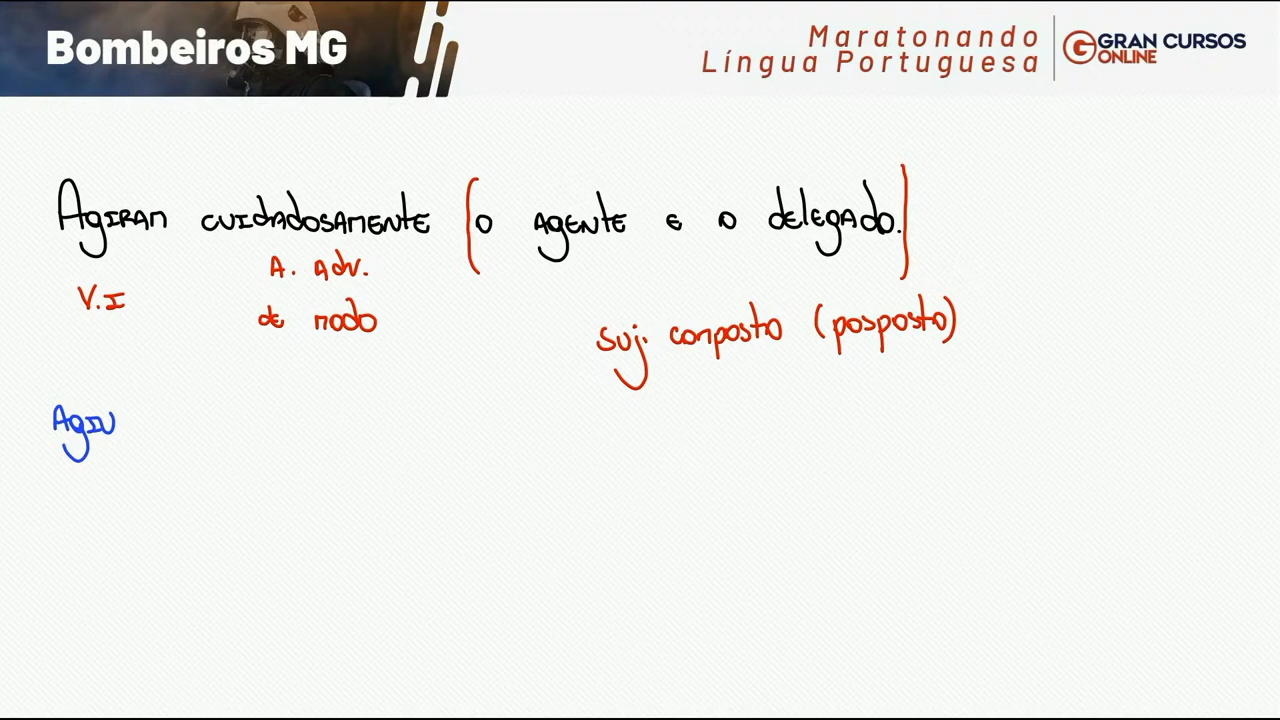 Bombeiros MG
Maratonando
Língua Portuguesa
GRAN CURSOS
ONLINE
Agiram cuidadosamente (o agente e o delegado.)
V.I
A. adv.
de modo
Suj. composto (posposto)
Agiu